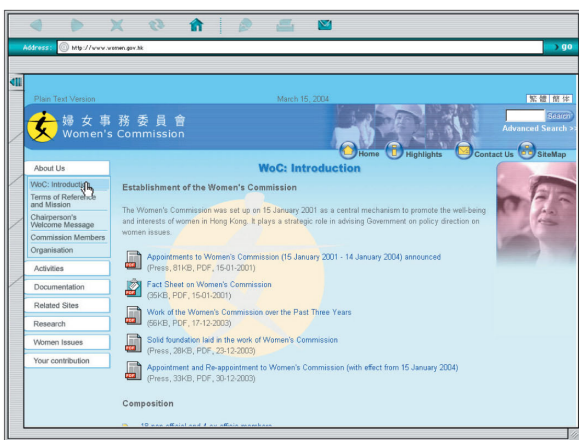 Address: http://www.women.gov.hk go
Plain Text Version March 15, 2004 繁體 簡体
婦女事務委員會
Women's Commission
Search
Advanced Search >
Home Highlights Contact Us SiteMap
About Us
WoC: Introduction
Terms of Reference and Mission
Chairperson's Welcome Message
Commission Members
Organisation
Activities
Documentation
Related Sites
Research
Women Issues
Your contribution
WoC: Introduction
Establishment of the Women's Commission
The Women's Commission was set up on 15 January 2001 as a central mechanism to promote the well-being
and interests of women in Hong Kong. It plays a strategic role in advising Government on policy direction on
women issues.
Appointments to Women's Commission (15 January 2001 - 14 January 2004) announced
(Press, 81KB, PDF, 15-01-2001)
Fact Sheet on Women's Commission
(35KB, PDF, 15-01-2001)
Work of the Women's Commission over the Past Three Years
(56KB, PDF, 17-12-2003)
Solid foundation laid in the work of Women's Commission
(Press, 28KB, PDF, 23-12-2003)
Appointment and Re-appointment to Women's Commission (with effect from 15 January 2004)
(Press, 33KB, PDF, 30-12-2003)
Composition